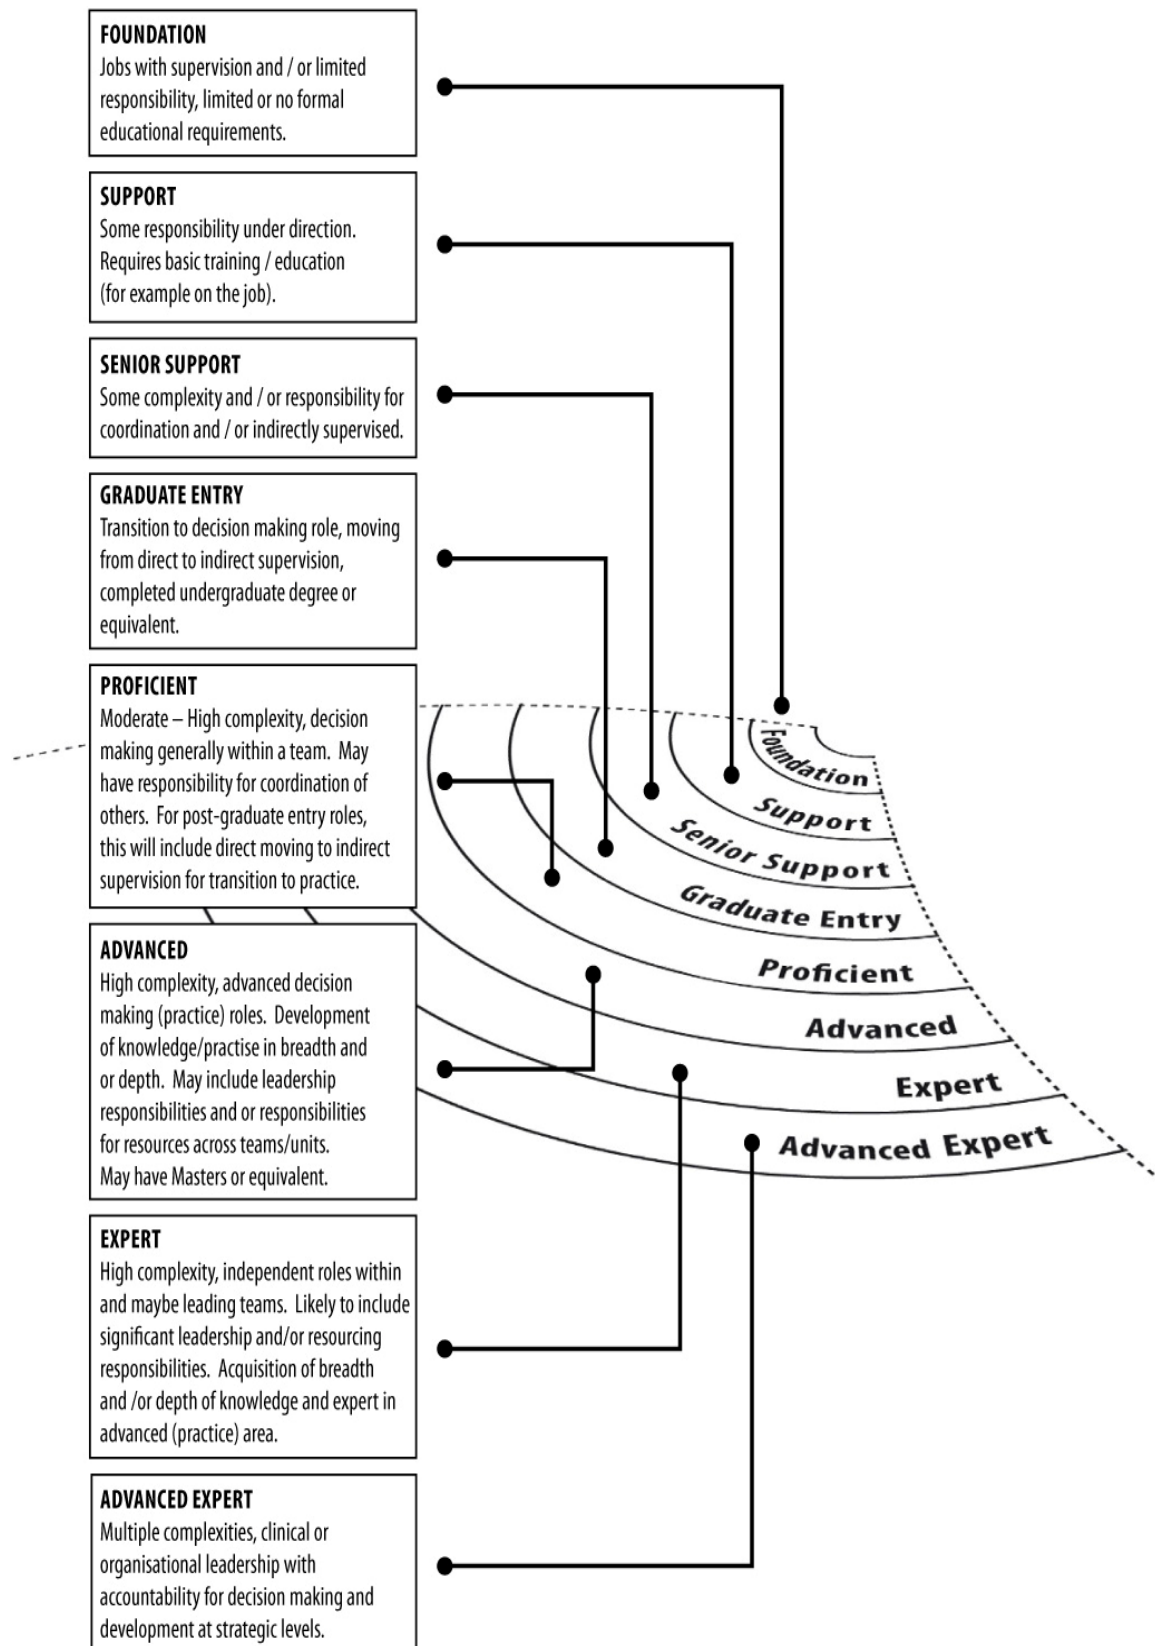 FOUNDATION
Jobs with supervision and / or limited
responsibility, limited or no formal
educational requirements.
SUPPORT
Some responsibility under direction.
Requires basic training / education
(for example on the job).
SENIOR SUPPORT
Some complexity and / or responsibility for
coordination and / or indirectly supervised.
GRADUATE ENTRY
Transition to decision making role, moving
from direct to indirect supervision,
completed undergraduate degree or
equivalent.
PROFICIENT
Moderate – High complexity, decision
making generally within a team. May
have responsibility for coordination of
others. For post-graduate entry roles,
this will include direct moving to indirect
supervision for transition to practice.
ADVANCED
High complexity, advanced decision
making (practice) roles. Development
of knowledge/practise in breadth and
or depth. May include leadership
responsibilities and or responsibilities
for resources across teams/units.
May have Masters or equivalent.
EXPERT
High complexity, independent roles within
and maybe leading teams. Likely to include
significant leadership and/or resourcing
responsibilities. Acquisition of breadth
and /or depth of knowledge and expert in
advanced (practice) area.
ADVANCED EXPERT
Multiple complexities, clinical or
organisational leadership with
accountability for decision making and
development at strategic levels.
Foundation
Support
Senior Support
Graduate Entry
Proficient
Advanced
Expert
Advanced Expert